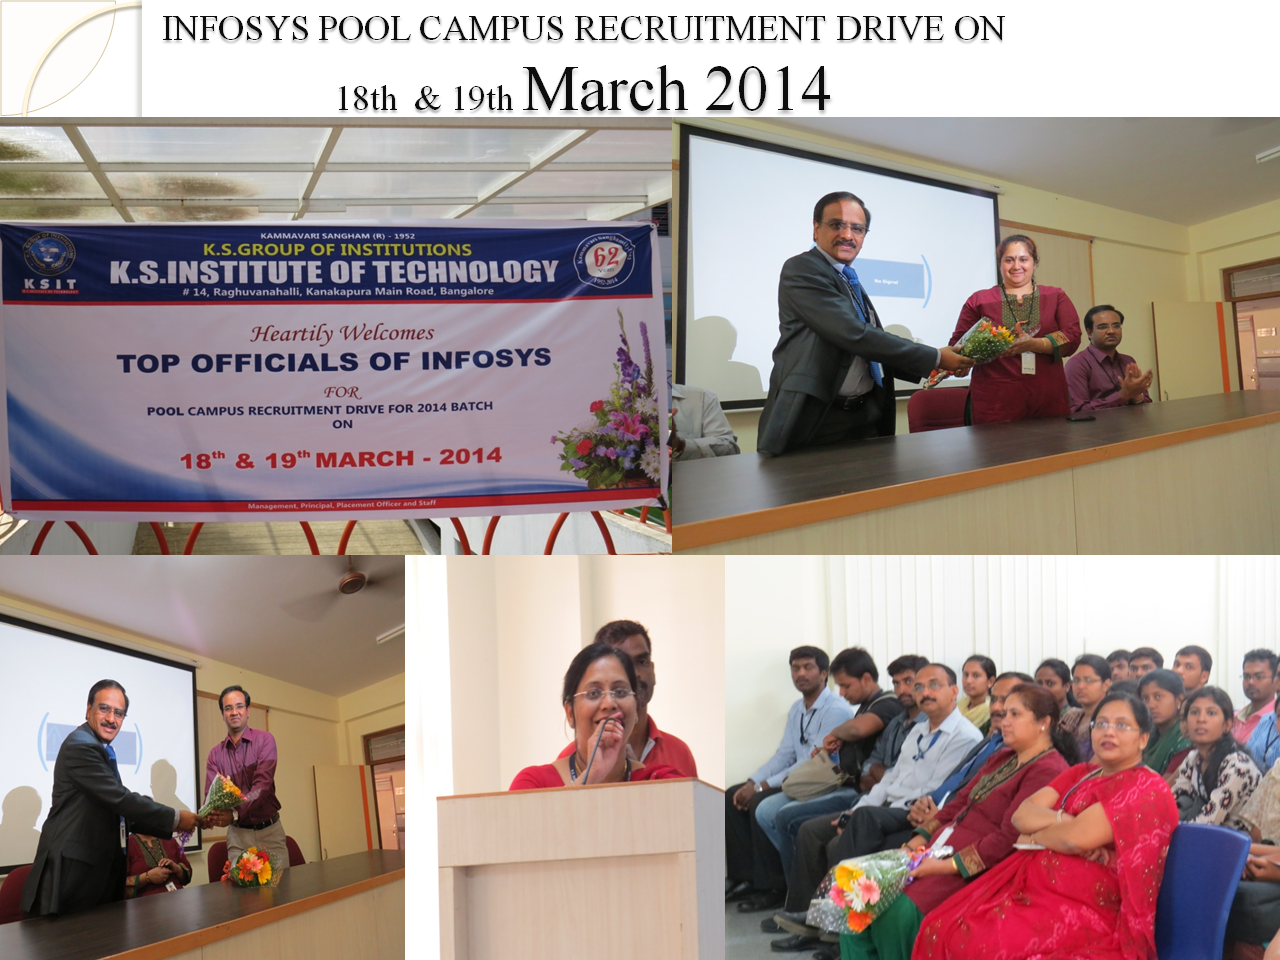 INFOSYS POOL CAMPUS RECRUITMENT DRIVE ON
18th & 19th March 2014
KAMMAVARI SANGHAM (R) - 1952
K.S.GROUP OF INSTITUTIONS
K.S.INSTITUTE OF TECHNOLOGY
# 14, Raghuvanahalli, Kanakapura Main Road, Bangalore
KSIT
62
Heartily Welcomes
TOP OFFICIALS OF INFOSYS
FOR
POOL CAMPUS RECRUITMENT DRIVE FOR 2014 BATCH
ON
18th & 19th MARCH - 2014
Management, Principal, Placement Officer and Staff
No Signal